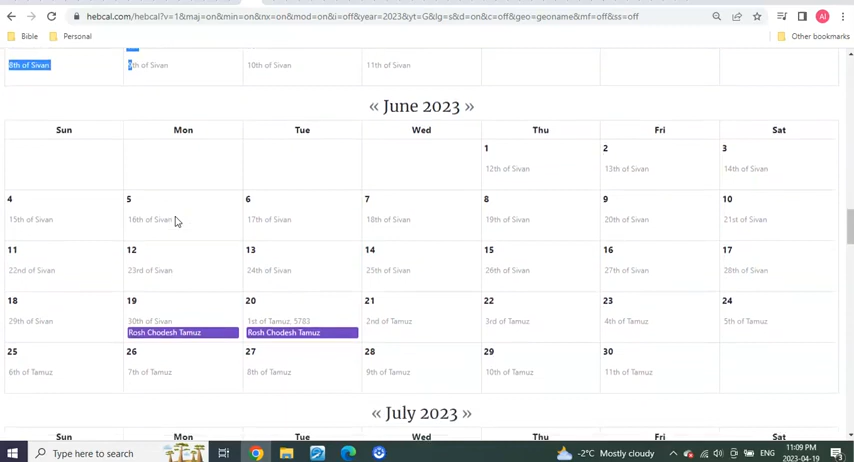 hebcal.com/hebcal?v=1&maj=on&min=on&nx=on&mod=on&i=off&year=2023&yt=G&lg=s&d=on&c=off&geo=geoname&mf=off&ss=off
AI
Bible Personal Other bookmarks
8th of Sivan 9th of Sivan 10th of Sivan 11th of Sivan
« June 2023 »
Sun Mon Tue Wed Thu Fri Sat
1 2 3
12th of Sivan 13th of Sivan 14th of Sivan
4 5 6 7 8 9 10
15th of Sivan 16th of Sivan 17th of Sivan 18th of Sivan 19th of Sivan 20th of Sivan 21st of Sivan
11 12 13 14 15 16 17
22nd of Sivan 23rd of Sivan 24th of Sivan 25th of Sivan 26th of Sivan 27th of Sivan 28th of Sivan
18 19 20 21 22 23 24
29th of Sivan 30th of Sivan 1st of Tamuz, 5783 2nd of Tamuz 3rd of Tamuz 4th of Tamuz 5th of Tamuz
Rosh Chodesh Tamuz Rosh Chodesh Tamuz
25 26 27 28 29 30
6th of Tamuz 7th of Tamuz 8th of Tamuz 9th of Tamuz 10th of Tamuz 11th of Tamuz
« July 2023 »
Sun Mon Tue Wed Thu Fri Sat
Type here to search -2°C Mostly cloudy ENG 11:09 PM
2023-04-19 3